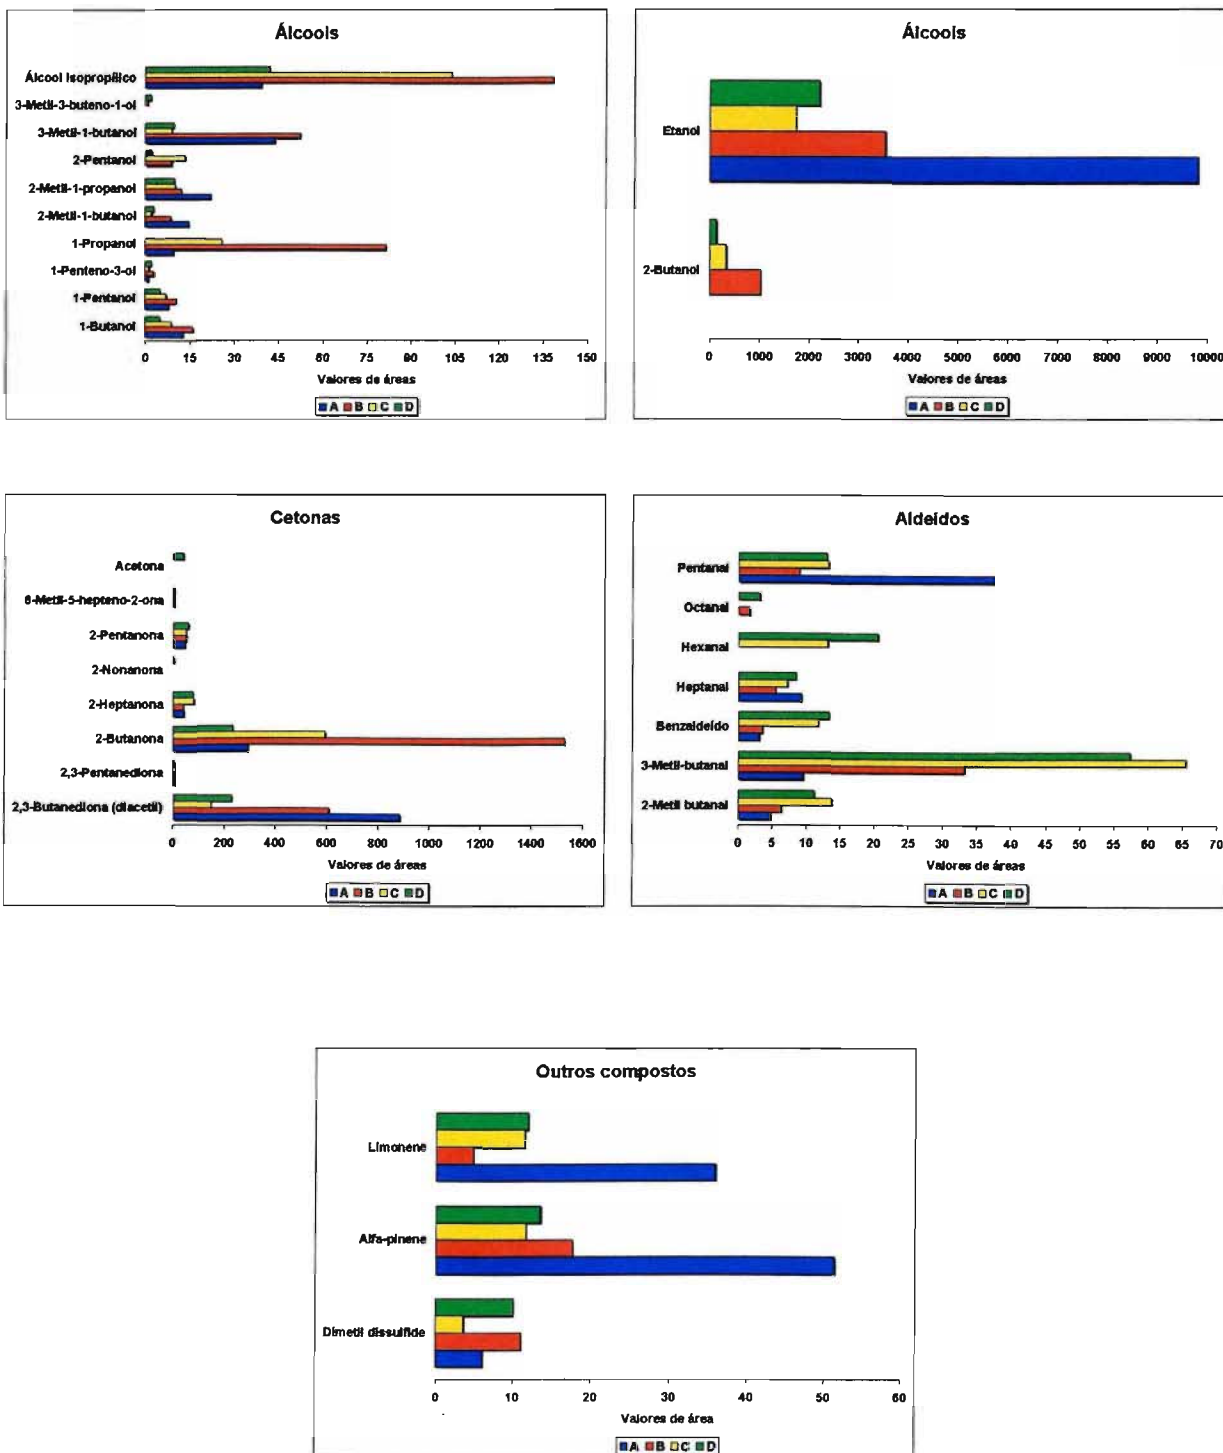 Álcoois
Álcool isopropílico
3-Metil-3-buteno-1-ol
3-Metil-1-butanol
2-Pentanol
2-Metil-1-propanol
2-Metil-1-butanol
1-Propanol
1-Penteno-3-ol
1-Pentanol
1-Butanol
0 15 30 45 60 75 90 105 120 135 150
Valores de áreas
A B C D
Álcoois
Etanol
2-Butanol
0 1000 2000 3000 4000 5000 6000 7000 8000 9000 10000
Valores de áreas
A B C D
Cetonas
Acetona
6-Metil-5-hepteno-2-ona
2-Pentanona
2-Nonanona
2-Heptanona
2-Butanona
2,3-Pentanediona
2,3-Butanediona (diacetil)
0 200 400 600 800 1000 1200 1400 1600
Valores de áreas
A B C D
Aldeídos
Pentanal
Octanal
Hexanal
Heptanal
Benzaldeído
3-Metil-butanal
2-Metil butanal
0 5 10 15 20 25 30 35 40 45 50 55 60 65 70
Valores de áreas
A B C D
Outros compostos
Limonene
Alfa-pinene
Dimetil dissulfide
0 10 20 30 40 50 60
Valores de área
A B C D